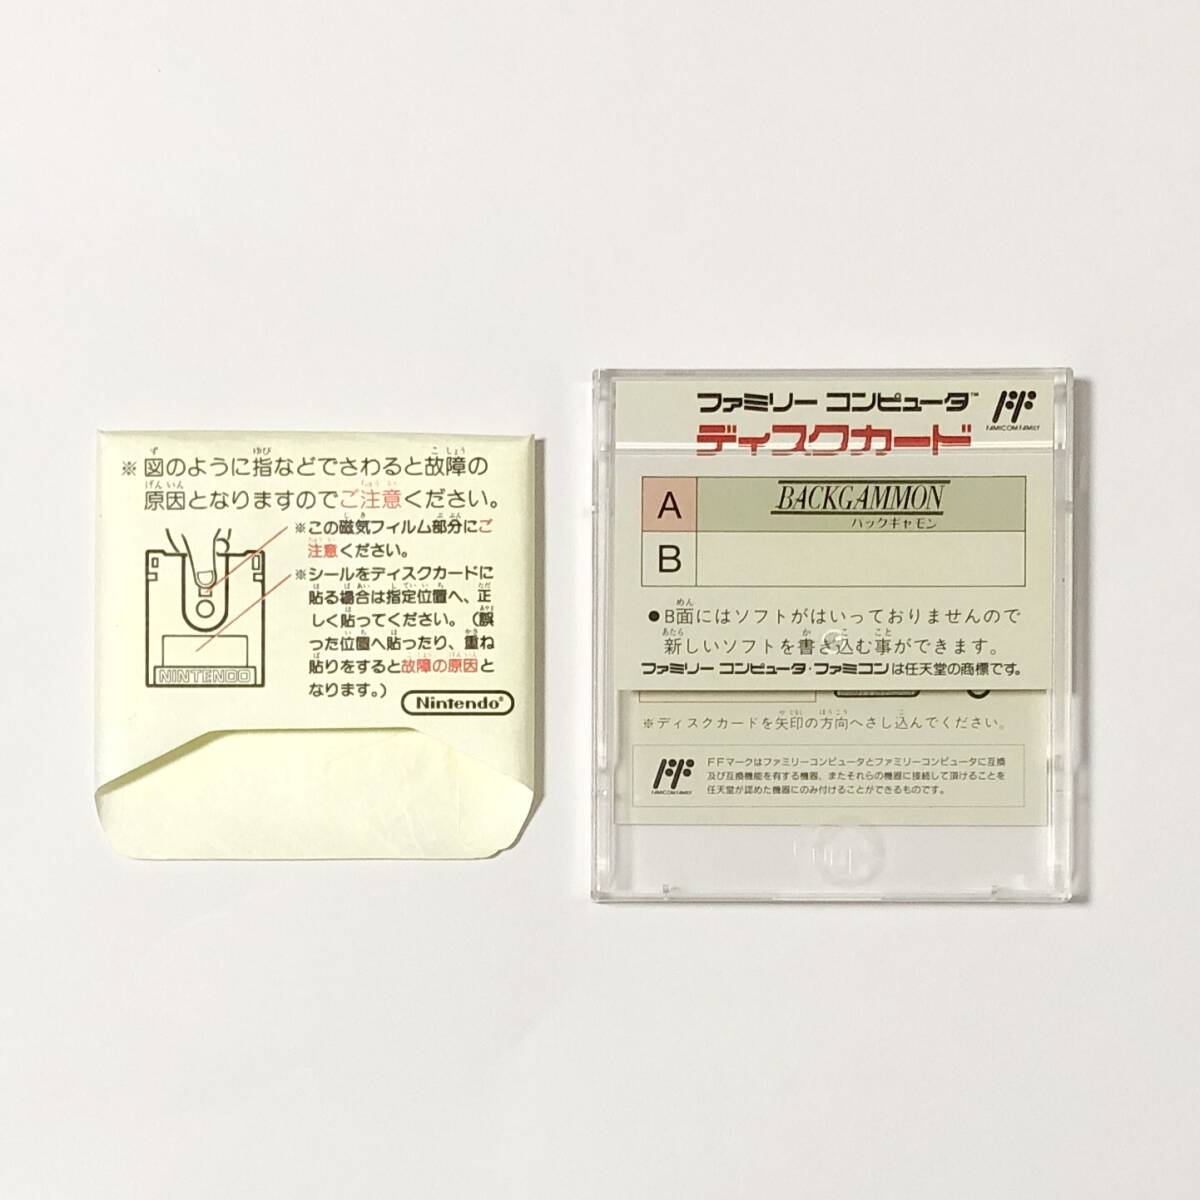 ※図のように指などでさわると故障の
原因となりますのでご注意ください。
※この磁気フィルム部分にご
注意ください。
※シールをディスクカードに
貼る場合は指定位置へ、正
しく貼ってください。（誤
った位置へ貼ったり、重ね
貼りをすると故障の原因と
なります。）
NINTENDO
Nintendo®
ファミリー コンピュータ™
ディスクカード
FAMICOM FAMILY
A
BACKGAMMON
バックギャモン
B
●B面にはソフトがはいっておりませんので
新しいソフトを書き込む事ができます。
ファミリー コンピュータ・ファミコンは任天堂の商標です。
※ディスクカードを矢印の方向へさし込んでください。
FFマークはファミリーコンピュータとファミリーコンピュータに互換
及び互換機能を有する機器、またそれらの機器に接続して頂けることを
任天堂が認めた機器にのみ付けることができるものです。
FAMICOM FAMILY